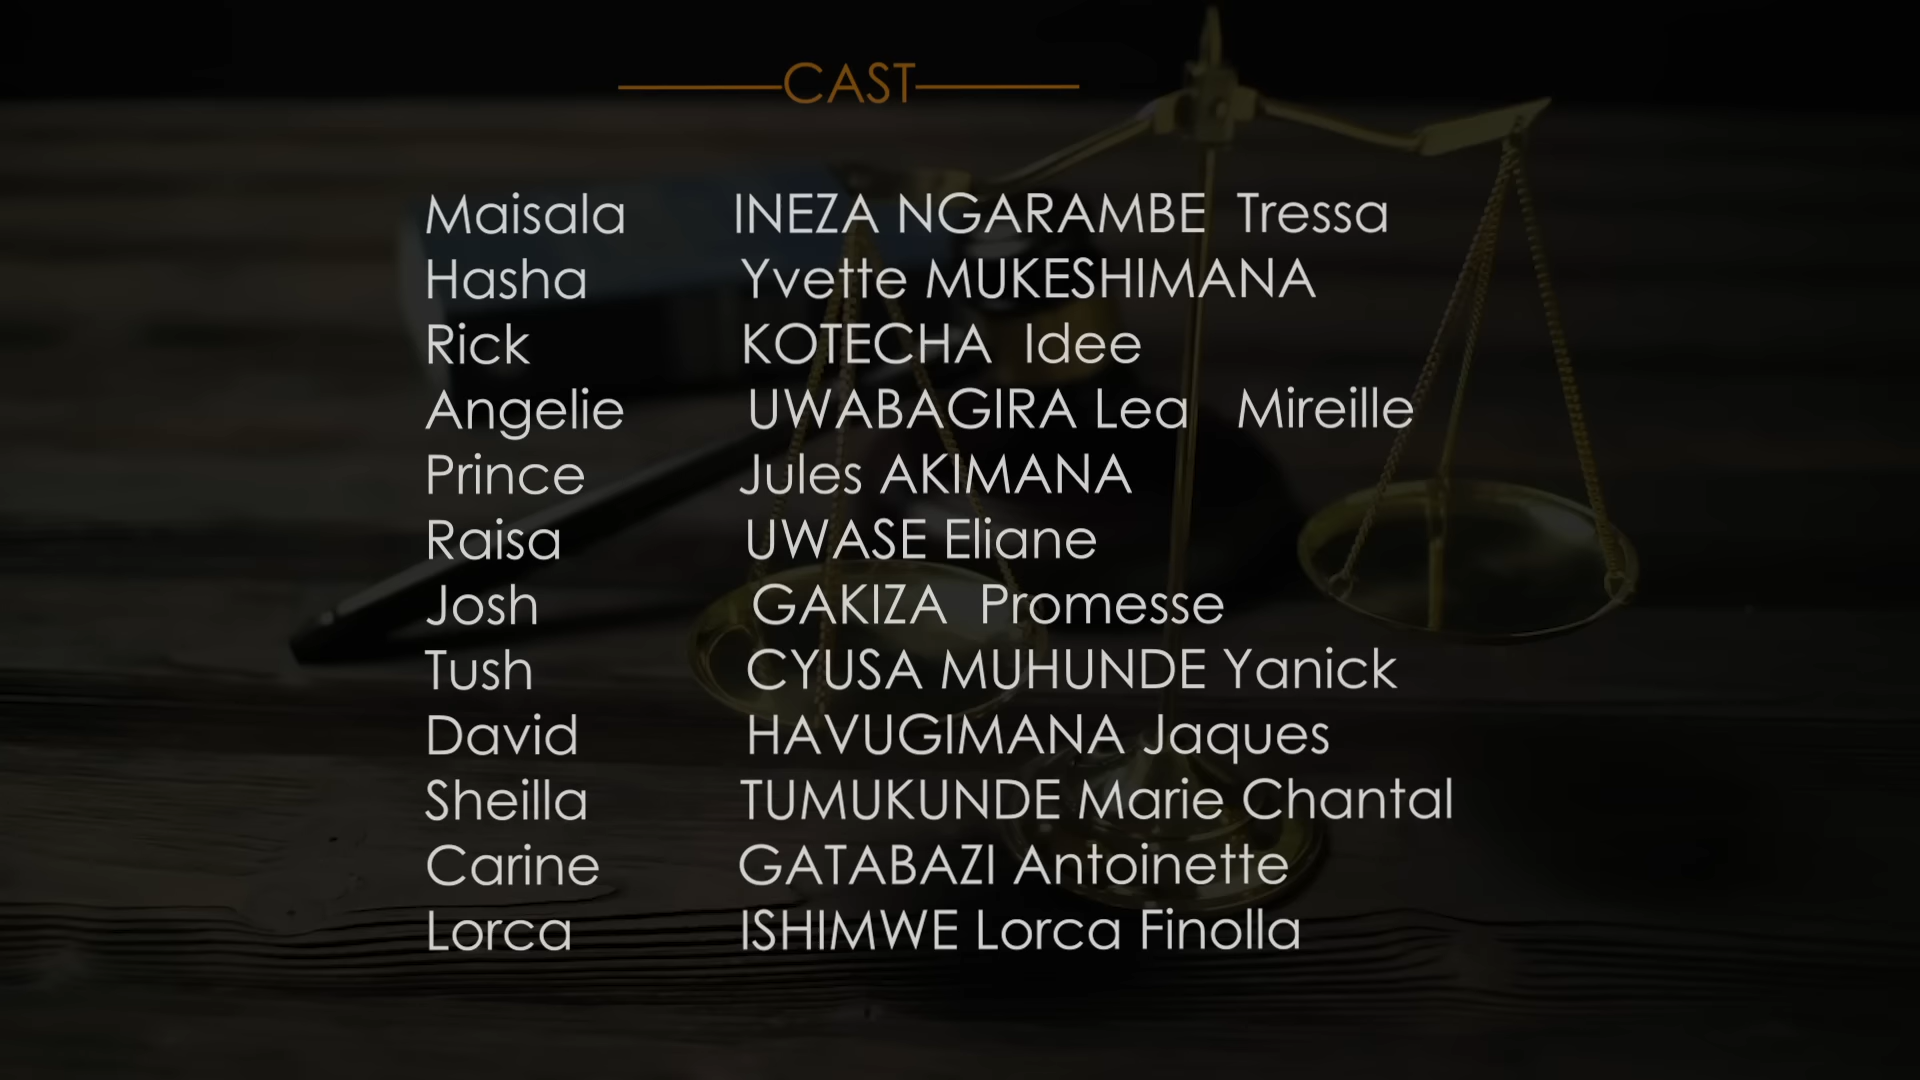 CAST
Maisala INEZA NGARAMBE Tressa
Hasha Yvette MUKESHIMANA
Rick KOTECHA Idee
Angelie UWABAGIRA Lea Mireille
Prince Jules AKIMANA
Raisa UWASE Eliane
Josh GAKIZA Promesse
Tush CYUSA MUHUNDE Yanick
David HAVUGIMANA Jaques
Sheilla TUMUKUNDE Marie Chantal
Carine GATABAZI Antoinette
Lorca ISHIMWE Lorca Finolla